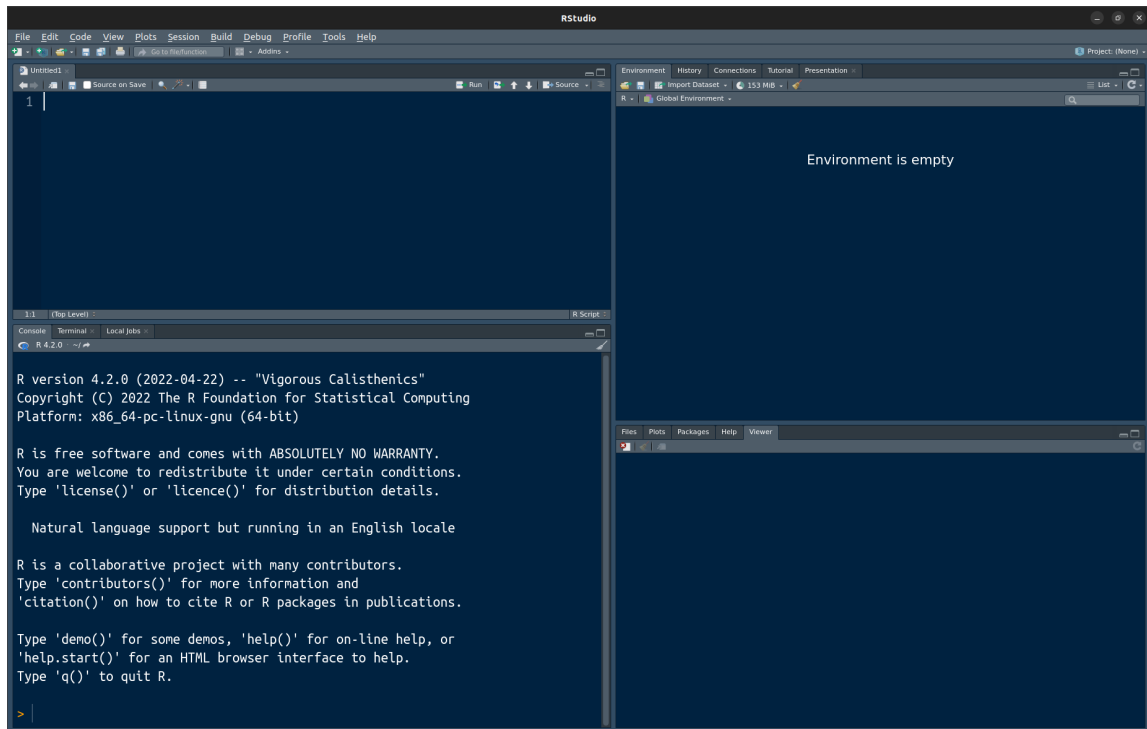 RStudio
File Edit Code View Plots Session Build Debug Profile Tools Help
Go to file/function Addins Project: (None)
Untitled1
Source on Save Run Source
1
1:1 (Top Level) R Script
Console Terminal Local Jobs
R 4.2.0 · ~/
R version 4.2.0 (2022-04-22) -- "Vigorous Calisthenics"
Copyright (C) 2022 The R Foundation for Statistical Computing
Platform: x86_64-pc-linux-gnu (64-bit)
R is free software and comes with ABSOLUTELY NO WARRANTY.
You are welcome to redistribute it under certain conditions.
Type 'license()' or 'licence()' for distribution details.
Natural language support but running in an English locale
R is a collaborative project with many contributors.
Type 'contributors()' for more information and
'citation()' on how to cite R or R packages in publications.
Type 'demo()' for some demos, 'help()' for on-line help, or
'help.start()' for an HTML browser interface to help.
Type 'q()' to quit R.
>
Environment History Connections Tutorial Presentation
Import Dataset 153 MiB List
R Global Environment
Environment is empty
Files Plots Packages Help Viewer